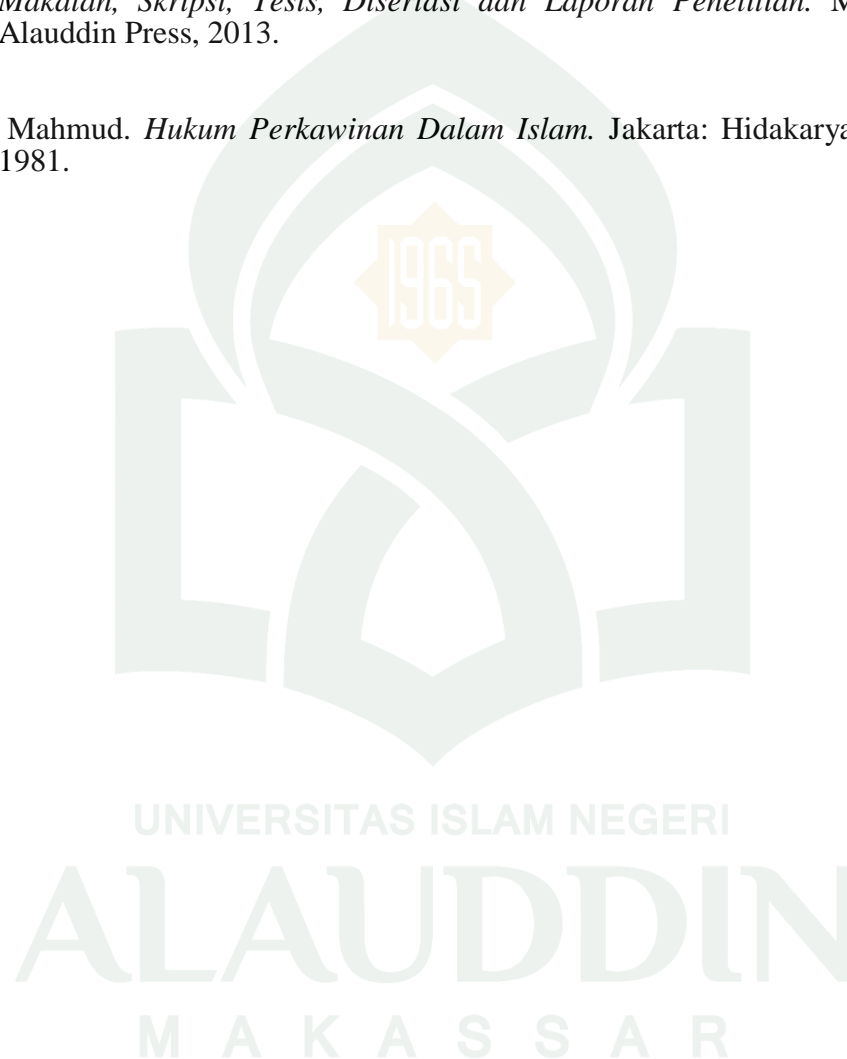 Makalah, Skripsi, Tesis, Disertasi dan Laporan Penelitian. M
Alauddin Press, 2013.
Mahmud. Hukum Perkawinan Dalam Islam. Jakarta: Hidakarya
1981.
1965
UNIVERSITAS ISLAM NEGERI
ALAUDDIN
MAKASSAR